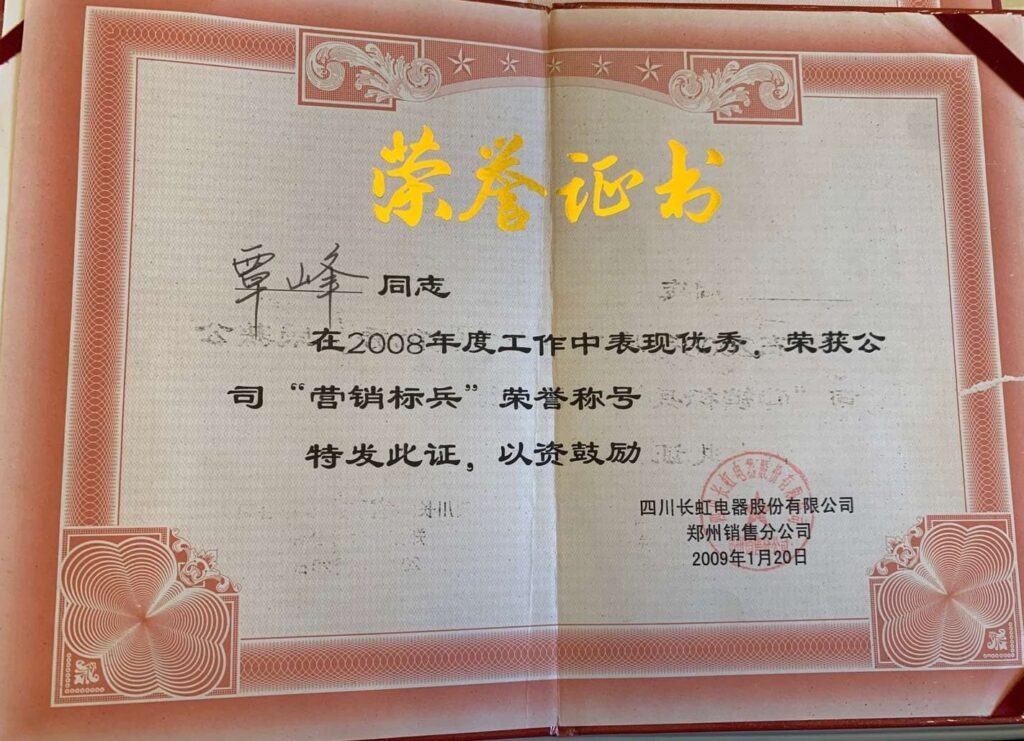 荣誉证书
覃峰 同志
在2008年度工作中表现优秀，荣获公
司“营销标兵”荣誉称号
特发此证，以资鼓励
四川长虹电器股份有限公司
郑州销售分公司
2009年1月20日